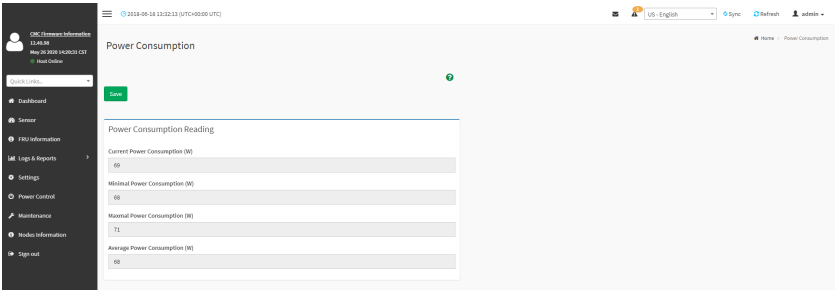 CMC Firmware Information
12.49.08
May 26 2020 14:20:31 CST
Host Online
Quick Links..
Dashboard
Sensor
FRU Information
Logs & Reports
Settings
Power Control
Maintenance
Nodes Information
Sign out
2018-06-18 13:32:13 (UTC+00:00 UTC)
US - English
Sync
Refresh
admin
Power Consumption
Home
Power Consumption
Save
Power Consumption Reading
Current Power Consumption (W)
69
Minimal Power Consumption (W)
68
Maxmal Power Consumption (W)
71
Average Power Consumption (W)
68